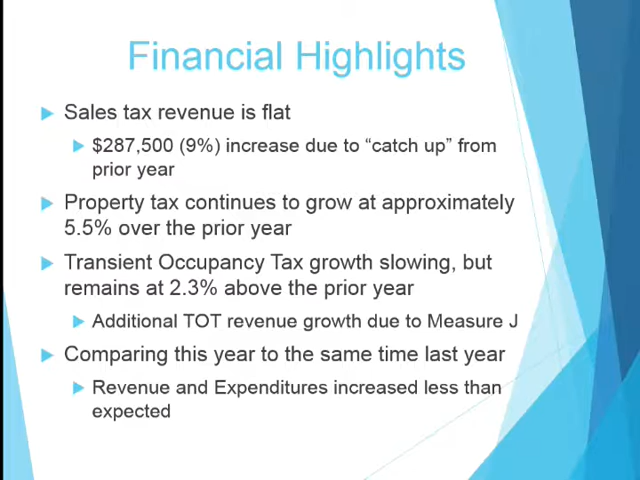 Financial Highlights
Sales tax revenue is flat
$287,500 (9%) increase due to “catch up” from
prior year
Property tax continues to grow at approximately
5.5% over the prior year
Transient Occupancy Tax growth slowing, but
remains at 2.3% above the prior year
Additional TOT revenue growth due to Measure J
Comparing this year to the same time last year
Revenue and Expenditures increased less than
expected